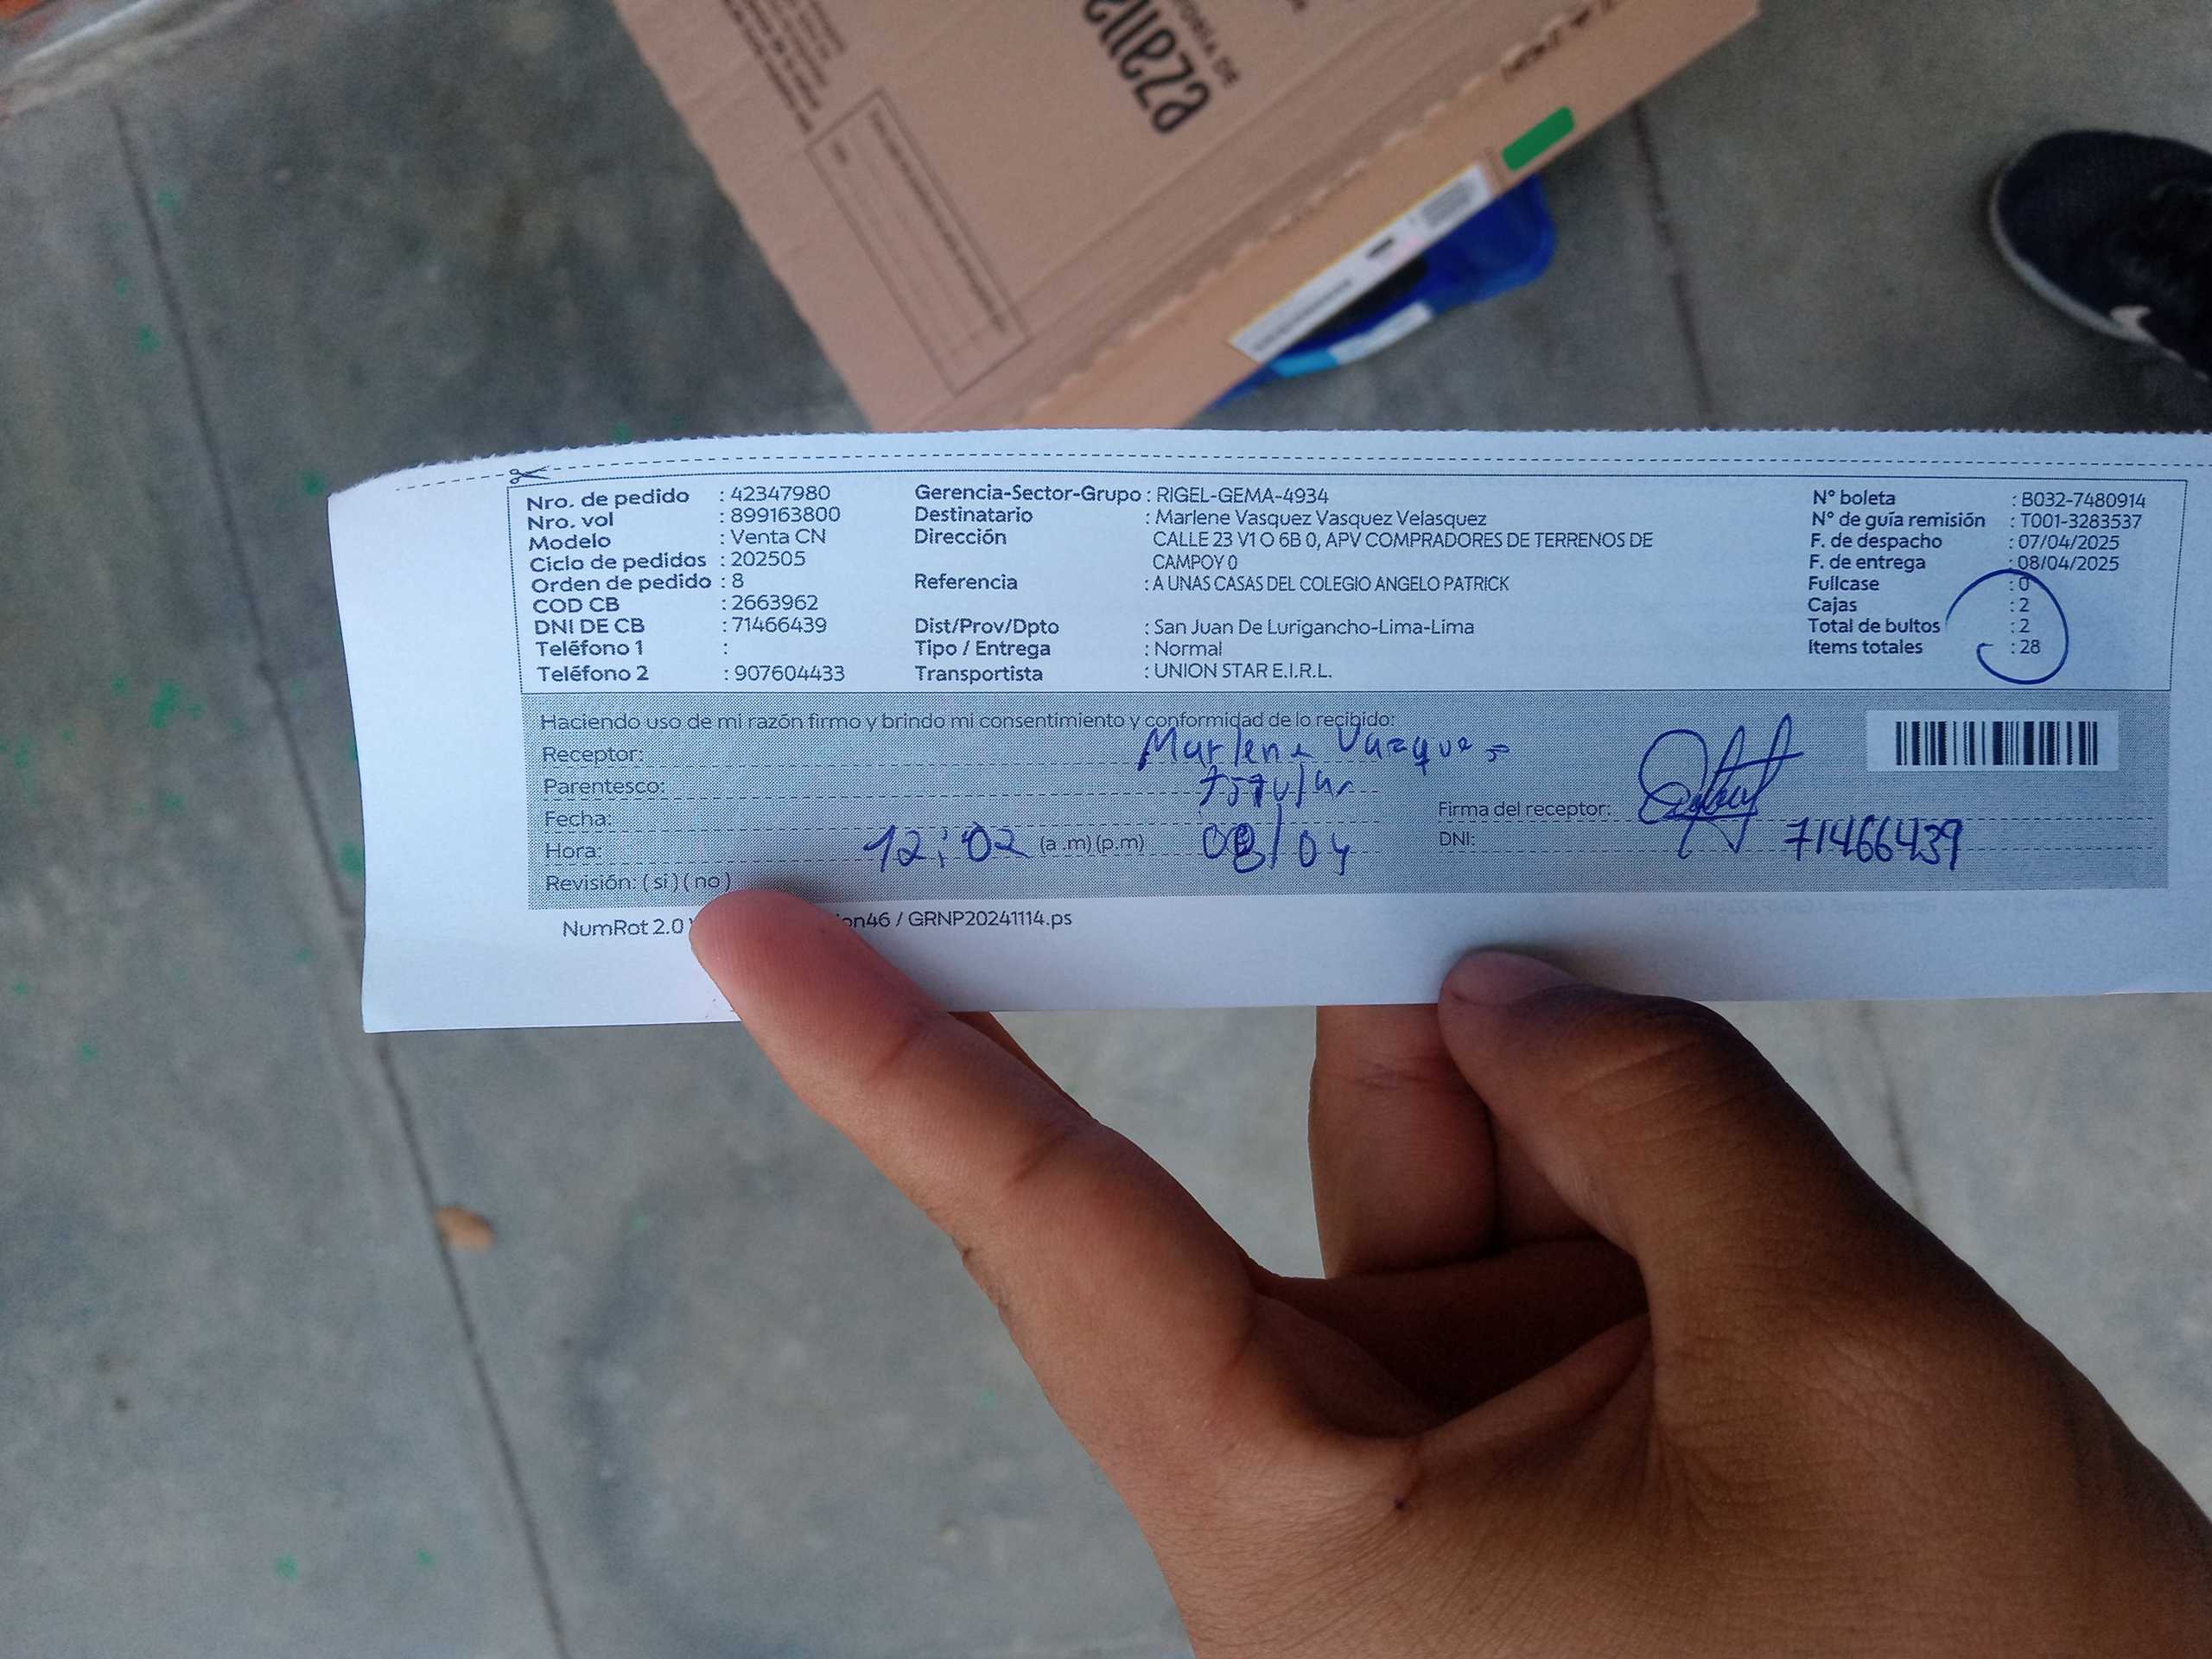 Nro. de pedido : 42347980 Gerencia-Sector-Grupo : RIGEL-GEMA-4934 N° boleta : B032-7480914
Nro. vol : 899163800 Destinatario : Marlene Vasquez Vasquez Velasquez N° de guía remisión : T001-3283537
Modelo : Venta CN Dirección CALLE 23 V1 O 6B 0, APV COMPRADORES DE TERRENOS DE F. de despacho : 07/04/2025
Ciclo de pedidos : 202505 CAMPOY 0 F. de entrega : 08/04/2025
Orden de pedido : 8 Referencia : A UNAS CASAS DEL COLEGIO ANGELO PATRICK Fullcase : 0
COD CB : 2663962 Cajas : 2
DNI DE CB : 71466439 Dist/Prov/Dpto : San Juan De Lurigancho-Lima-Lima Total de bultos : 2
Teléfono 1 : Tipo / Entrega : Normal Items totales : 28
Teléfono 2 : 907604433 Transportista : UNION STAR E.I.R.L.
Haciendo uso de mi razón firmo y brindo mi consentimiento y conformidad de lo recibido:
Receptor: Marlene Vazquez
Parentesco: titular
Fecha: Firma del receptor:
Hora: 12:02 (a .m) (p.m) 08/04 DNI: 71466439
Revisión: ( si ) ( no )
NumRot 2.0 on46 / GRNP20241114.ps